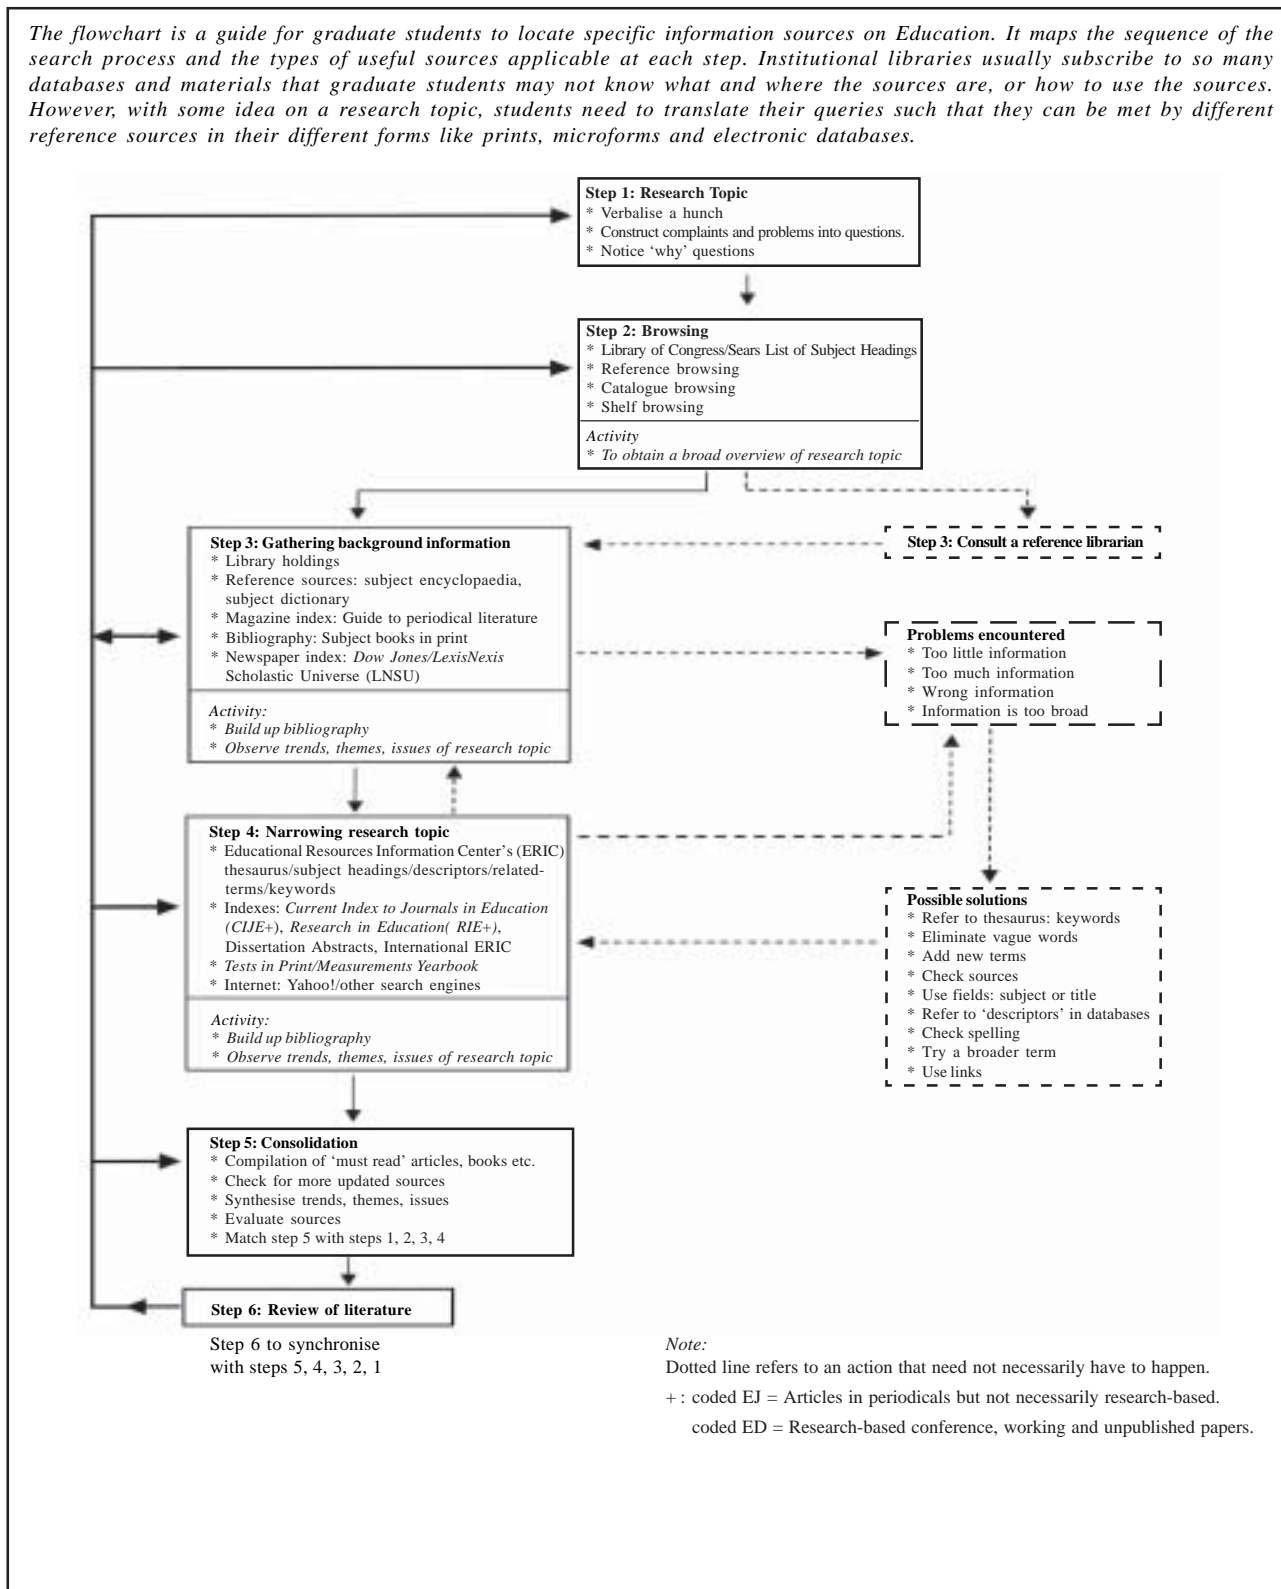 The flowchart is a guide for graduate students to locate specific information sources on Education. It maps the sequence of the
search process and the types of useful sources applicable at each step. Institutional libraries usually subscribe to so many
databases and materials that graduate students may not know what and where the sources are, or how to use the sources.
However, with some idea on a research topic, students need to translate their queries such that they can be met by different
reference sources in their different forms like prints, microforms and electronic databases.
Step 1: Research Topic
* Verbalise a hunch
* Construct complaints and problems into questions.
* Notice ‘why’ questions
Step 2: Browsing
* Library of Congress/Sears List of Subject Headings
* Reference browsing
* Catalogue browsing
* Shelf browsing
Activity
* To obtain a broad overview of research topic
Step 3: Gathering background information
* Library holdings
* Reference sources: subject encyclopaedia,
subject dictionary
* Magazine index: Guide to periodical literature
* Bibliography: Subject books in print
* Newspaper index: Dow Jones/LexisNexis
Scholastic Universe (LNSU)
Activity:
* Build up bibliography
* Observe trends, themes, issues of research topic
Step 3: Consult a reference librarian
Problems encountered
* Too little information
* Too much information
* Wrong information
* Information is too broad
Step 4: Narrowing research topic
* Educational Resources Information Center’s (ERIC)
thesaurus/subject headings/descriptors/related-
terms/keywords
* Indexes: Current Index to Journals in Education
(CIJE+), Research in Education( RIE+),
Dissertation Abstracts, International ERIC
* Tests in Print/Measurements Yearbook
* Internet: Yahoo!/other search engines
Activity:
* Build up bibliography
* Observe trends, themes, issues of research topic
Possible solutions
* Refer to thesaurus: keywords
* Eliminate vague words
* Add new terms
* Check sources
* Use fields: subject or title
* Refer to ‘descriptors’ in databases
* Check spelling
* Try a broader term
* Use links
Step 5: Consolidation
* Compilation of ‘must read’ articles, books etc.
* Check for more updated sources
* Synthesise trends, themes, issues
* Evaluate sources
* Match step 5 with steps 1, 2, 3, 4
Step 6: Review of literature
Step 6 to synchronise
with steps 5, 4, 3, 2, 1
Note:
Dotted line refers to an action that need not necessarily have to happen.
+ : coded EJ = Articles in periodicals but not necessarily research-based.
coded ED = Research-based conference, working and unpublished papers.